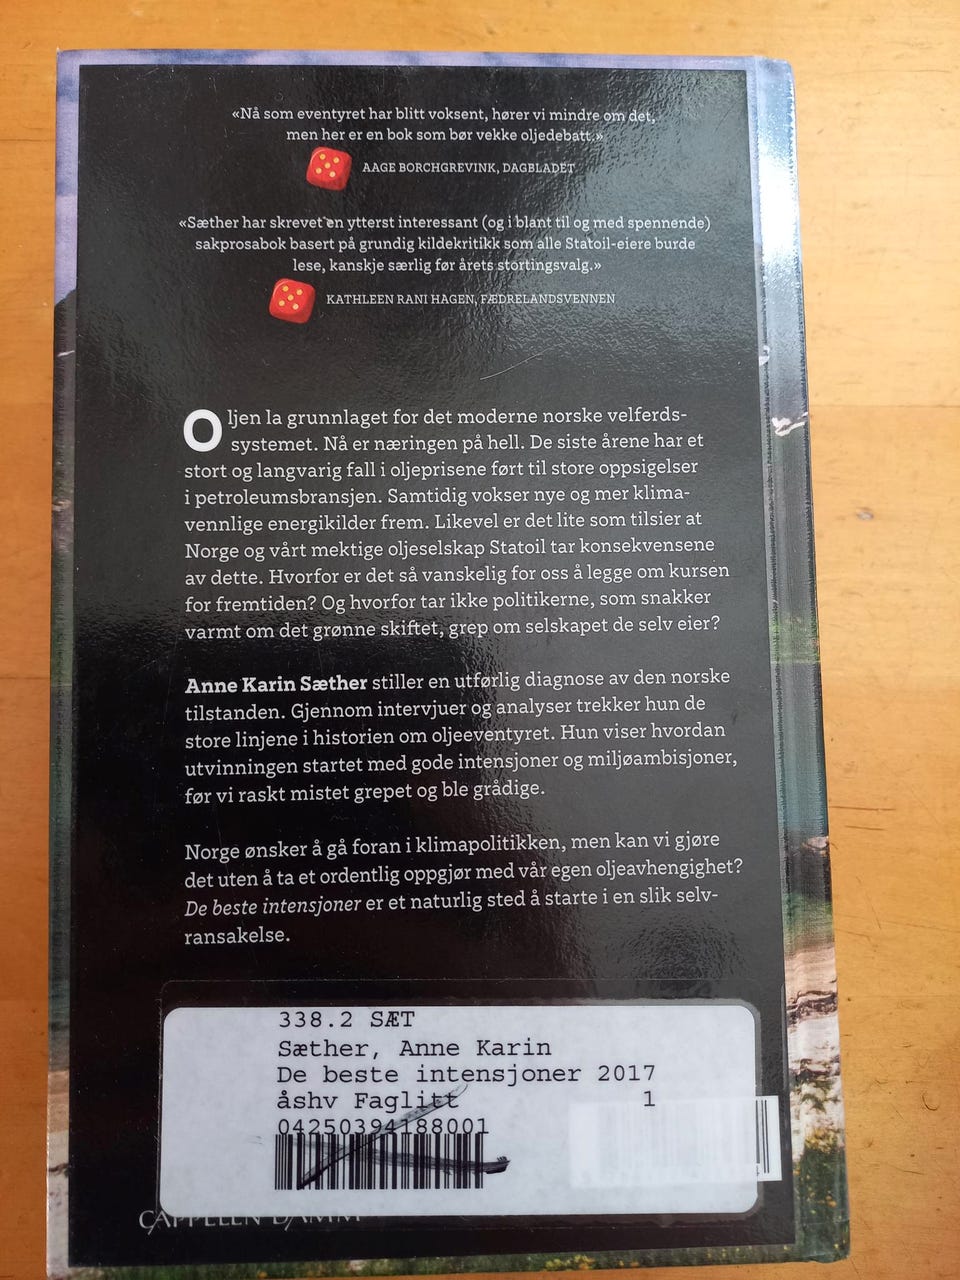 «Nå som eventyret har blitt voksent, hører vi mindre om det,
men her er en bok som bør vekke oljedebatt.»
AAGE BORCHGREVINK, DAGBLADET
«Sæther har skrevet en ytterst interessant (og i blant til og med spennende)
sakprosabok basert på grundig kildekritikk som alle Statoil-eiere burde
lese, kanskje særlig før årets stortingsvalg.»
KATHLEEN RANI HAGEN, FÆDRELANDSVENNEN
Oljen la grunnlaget for det moderne norske velferds-
systemet. Nå er næringen på hell. De siste årene har et
stort og langvarig fall i oljeprisene ført til store oppsigelser
i petroleumsbransjen. Samtidig vokser nye og mer klima-
vennlige energikilder frem. Likevel er det lite som tilsier at
Norge og vårt mektige oljeselskap Statoil tar konsekvensene
av dette. Hvorfor er det så vanskelig for oss å legge om kursen
for fremtiden? Og hvorfor tar ikke politikerne, som snakker
varmt om det grønne skiftet, grep om selskapet de selv eier?
Anne Karin Sæther stiller en utførlig diagnose av den norske
tilstanden. Gjennom intervjuer og analyser trekker hun de
store linjene i historien om oljeeventyret. Hun viser hvordan
utvinningen startet med gode intensjoner og miljøambisjoner,
før vi raskt mistet grepet og ble grådige.
Norge ønsker å gå foran i klimapolitikken, men kan vi gjøre
det uten å ta et ordentlig oppgjør med vår egen oljeavhengighet?
De beste intensjoner er et naturlig sted å starte i en slik selv-
ransakelse.
338.2 SÆT
Sæther, Anne Karin
De beste intensjoner 2017
åshv Faglitt 1
04250394188001
CAPPELEN DAMM